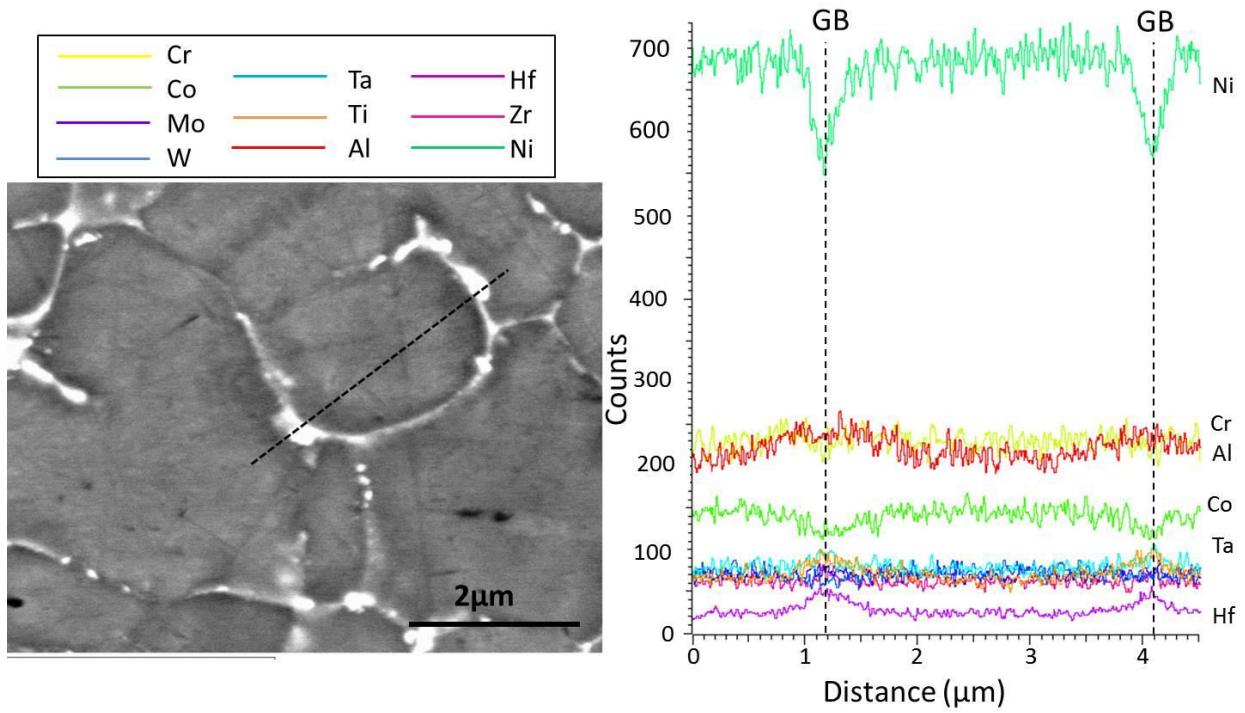 Cr
Co
Mo
W
Ta
Ti
Al
Hf
Zr
Ni
2μm
GB GB
Counts
700
600
500
400
300
200
100
0
Ni
Cr
Al
Co
Ta
Hf
0 1 2 3 4
Distance (μm)